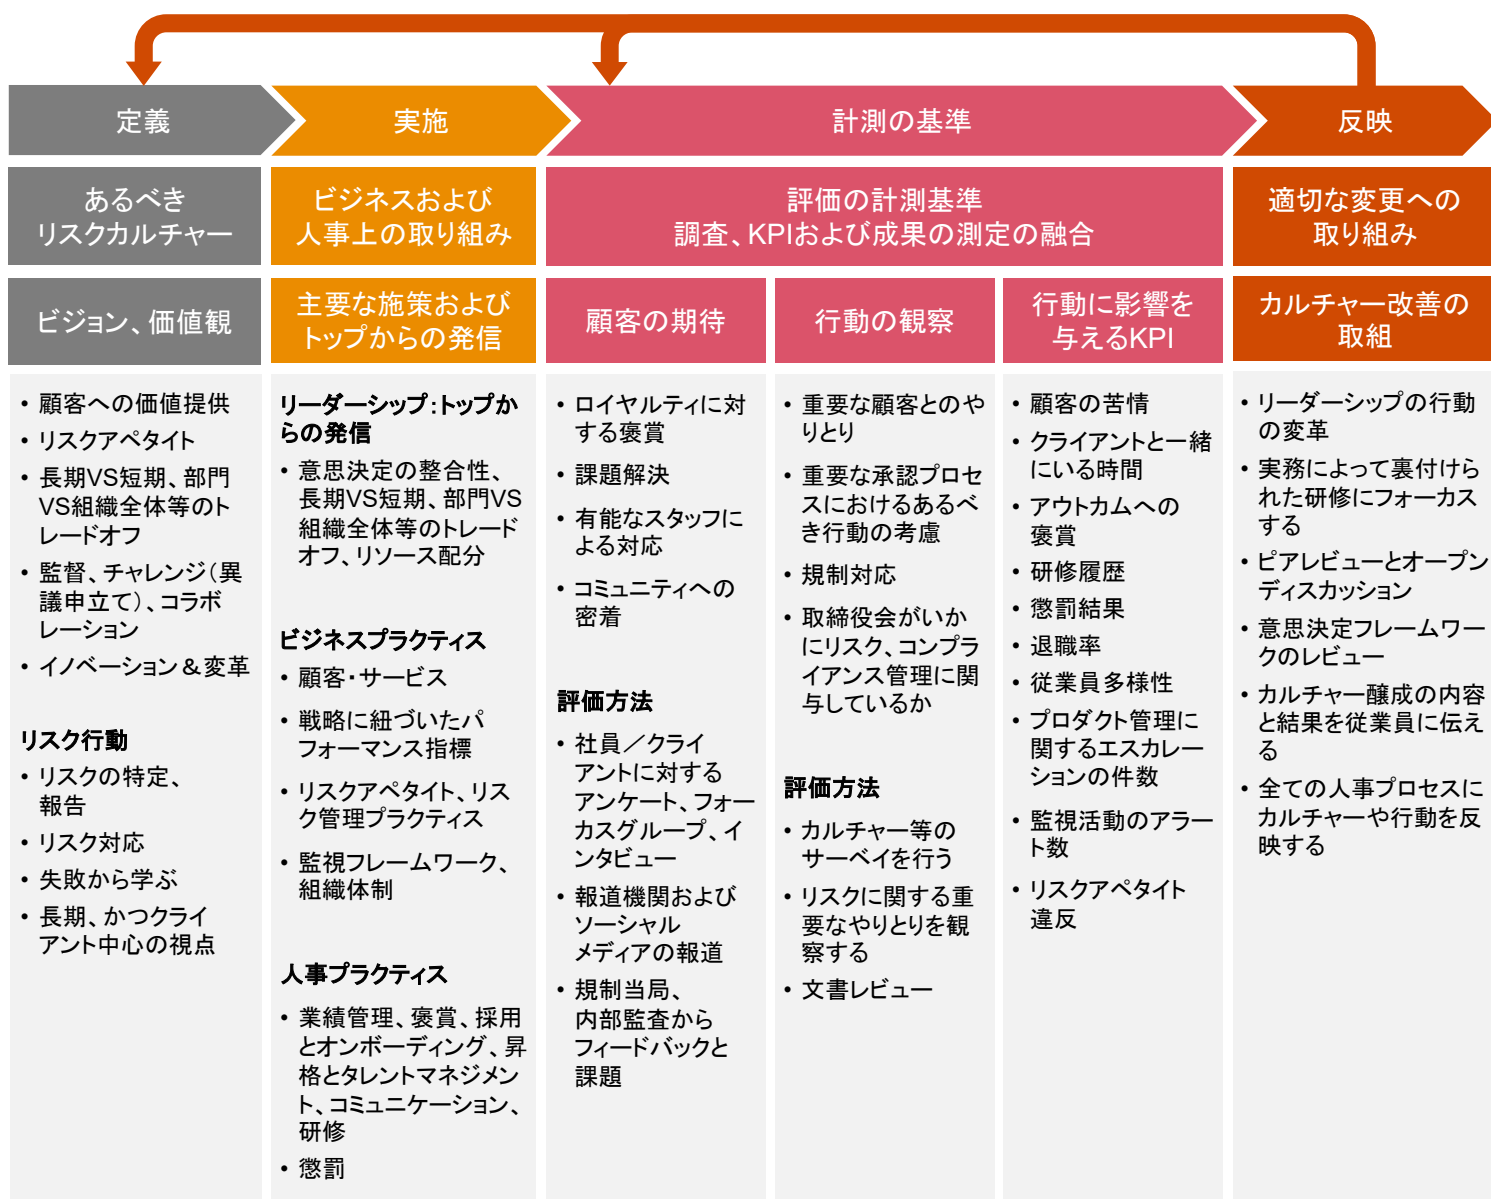 定義
実施
計測の基準
反映
あるべき
リスクカルチャー
ビジネスおよび
人事上の取り組み
評価の計測基準
調査、KPIおよび成果の測定の融合
適切な変更への
取り組み
ビジョン、価値観
主要な施策および
トップからの発信
顧客の期待
行動の観察
行動に影響を
与えるKPI
カルチャー改善の
取組
• 顧客への価値提供
• リスクアペタイト
• 長期VS短期、部門
VS組織全体等のト
レードオフ
• 監督、チャレンジ（異
議申立て）、コラボ
レーション
• イノベーション＆変革
リスク行動
• リスクの特定、
報告
• リスク対応
• 失敗から学ぶ
• 長期、かつクライ
アント中心の視点
リーダーシップ：トップか
らの発信
• 意思決定の整合性、
長期VS短期、部門VS
組織全体等のトレード
オフ、リソース配分
ビジネスプラクティス
• 顧客・サービス
• 戦略に紐づいたパ
フォーマンス指標
• リスクアペタイト、リス
ク管理プラクティス
• 監視フレームワーク、
組織体制
人事プラクティス
• 業績管理、褒賞、採用
とオンボーディング、昇
格とタレントマネジメン
ト、コミュニケーション、
研修
• 懲罰
• ロイヤルティに対
する褒賞
• 課題解決
• 有能なスタッフに
よる対応
• コミュニティへの
密着
評価方法
• 社員／クライ
アントに対する
アンケート、フォー
カスグループ、イ
ンタビュー
• 報道機関および
ソーシャル
メディアの報道
• 規制当局、
内部監査から
フィードバックと
課題
• 重要な顧客とのや
りとり
• 重要な承認プロセ
スにおけるあるべ
き行動の考慮
• 規制対応
• 取締役会がいか
にリスク、コンプラ
イアンス管理に関
与しているか
評価方法
• カルチャー等の
サーベイを行う
• リスクに関する重
要なやりとりを観
察する
• 文書レビュー
• 顧客の苦情
• クライアントと一緒
にいる時間
• アウトカムへの
褒賞
• 研修履歴
• 懲罰結果
• 退職率
• 従業員多様性
• プロダクト管理に
関するエスカレー
ションの件数
• 監視活動のアラー
ト数
• リスクアペタイト
違反
• リーダーシップの行動
の変革
• 実務によって裏付けら
れた研修にフォーカス
する
• ピアレビューとオープン
ディスカッション
• 意思決定フレームワー
クのレビュー
• カルチャー醸成の内容
と結果を従業員に伝え
る
• 全ての人事プロセスに
カルチャーや行動を反
映する